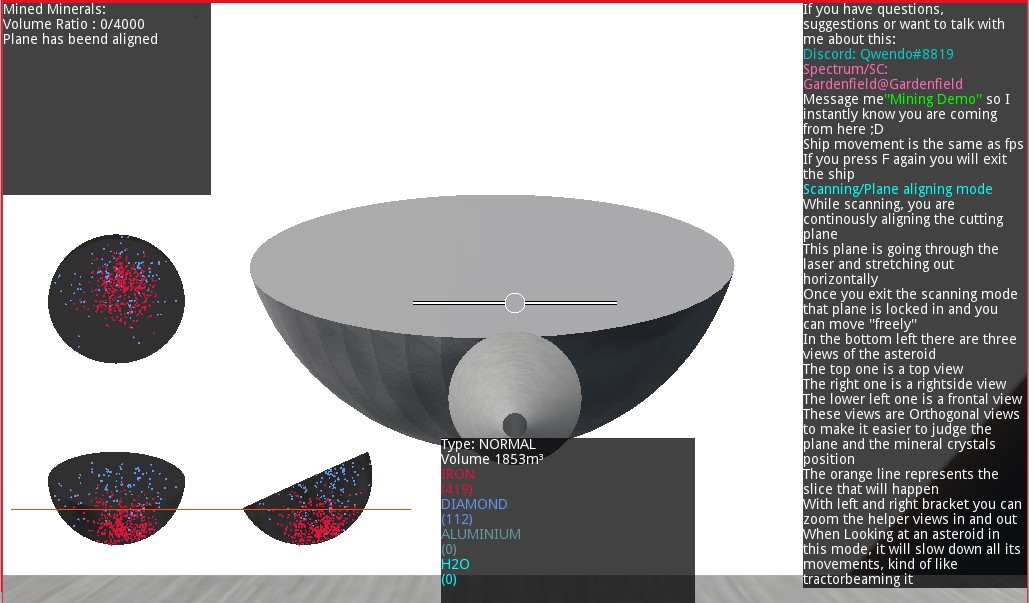 Mined Minerals:
Volume Ratio : 0/4000
Plane has beend aligned
If you have questions,
suggestions or want to talk with
me about this:
Discord: Qwendo#8819
Spectrum/SC:
Gardenfield@Gardenfield
Message me"Mining Demo" so I
instantly know you are coming
from here ;D
Ship movement is the same as fps
If you press F again you will exit
the ship
Scanning/Plane aligning mode
While scanning, you are
continously aligning the cutting
plane
This plane is going through the
laser and stretching out
horizontally
Once you exit the scanning mode
that plane is locked in and you
can move "freely"
In the bottom left there are three
views of the asteroid
The top one is a top view
The right one is a rightside view
The lower left one is a frontal view
These views are Orthogonal views
to make it easier to judge the
plane and the mineral crystals
position
The orange line represents the
slice that will happen
With left and right bracket you can
zoom the helper views in and out
When Looking at an asteroid in
this mode, it will slow down all its
movements, kind of like
tractorbeaming it
Type: NORMAL
Volume 1853m³
IRON
(419)
DIAMOND
(112)
ALUMINIUM
(0)
H2O
(0)